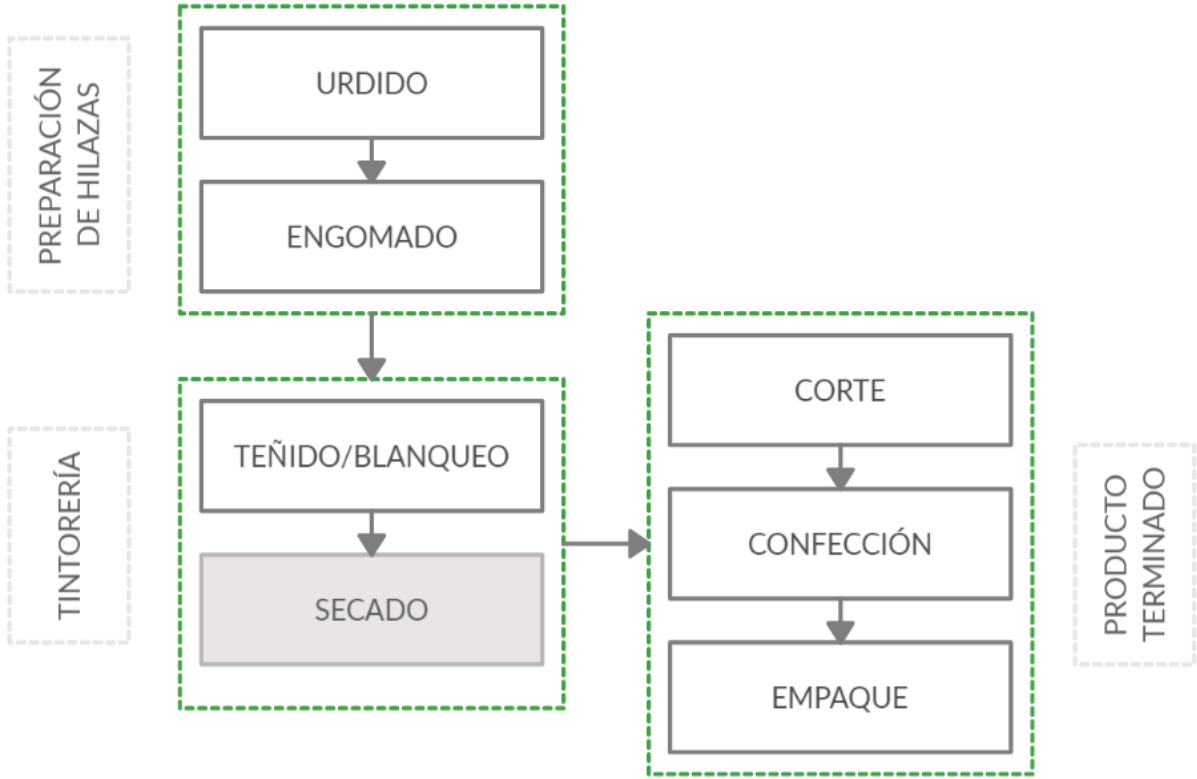 PREPARACIÓN
DE HILAZAS
URDIDO
ENGOMADO
TINTORERÍA
TEÑIDO/BLANQUEO
SECADO
CORTE
CONFECCIÓN
EMPAQUE
PRODUCTO
TERMINADO